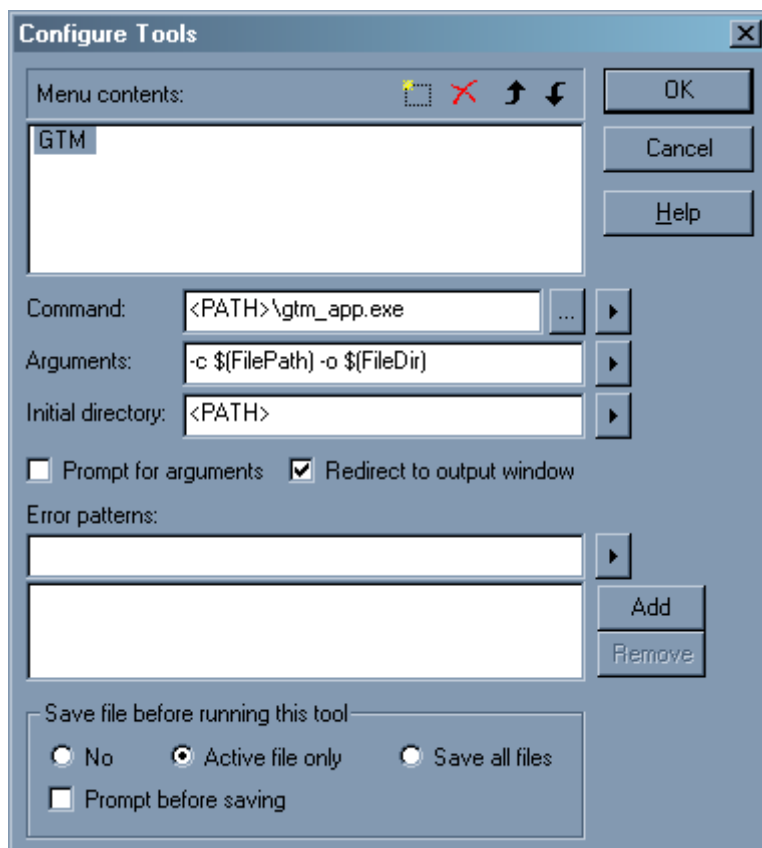 Configure Tools
Menu contents:
OK
GTM
Cancel
Help
Command: <PATH>\gtm_app.exe ...
Arguments: -c $(FilePath) -o $(FileDir)
Initial directory: <PATH>
Prompt for arguments Redirect to output window
Error patterns:
Add
Remove
Save file before running this tool
No Active file only Save all files
Prompt before saving